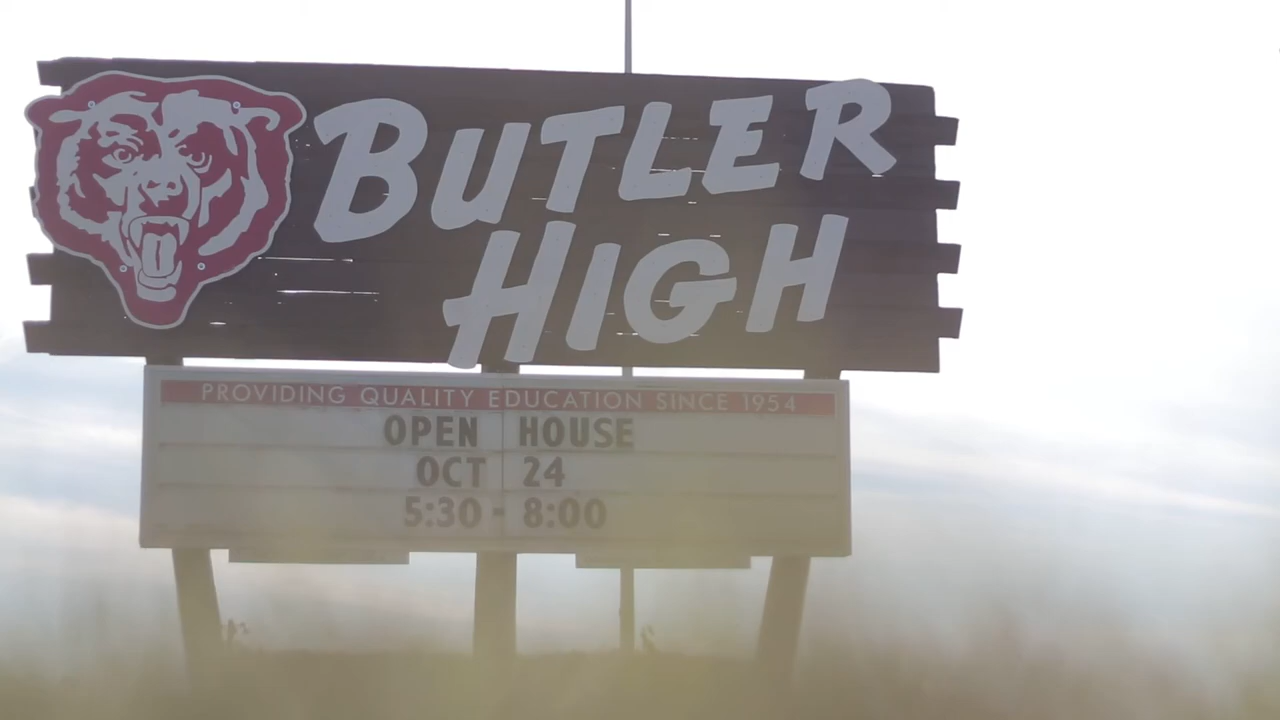 BUTLER
HIGH
PROVIDING QUALITY EDUCATION SINCE 1954
OPEN HOUSE
OCT 24
5:30 - 8:00